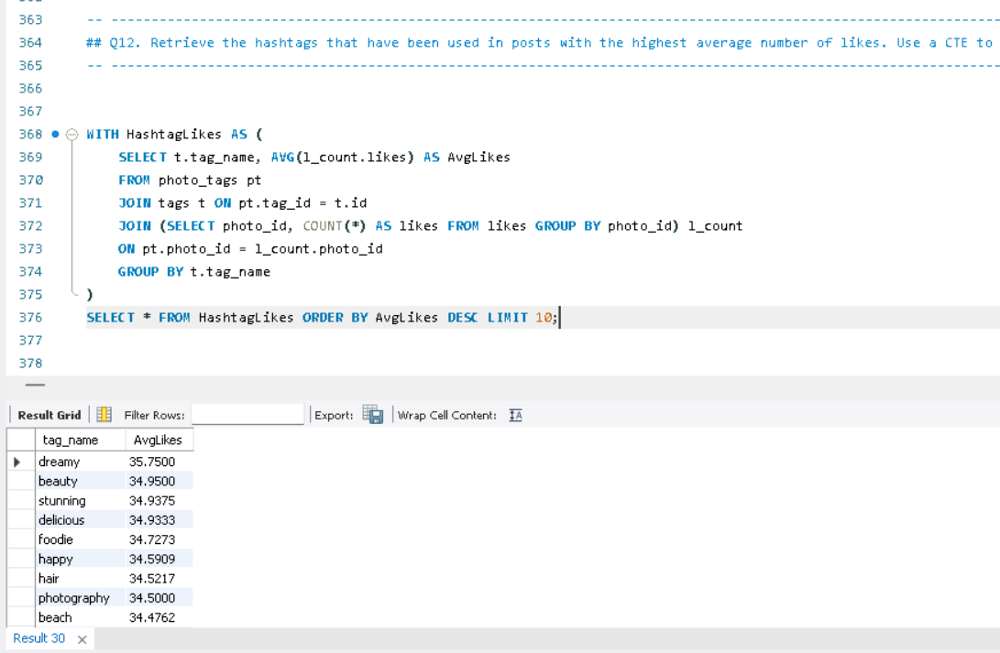 363 -- ------------------------------------------------------------
364 ## Q12. Retrieve the hashtags that have been used in posts with the highest average number of likes. Use a CTE to
365 -- ------------------------------------------------------------
366
367
368 WITH HashtagLikes AS (
369 SELECT t.tag_name, AVG(l_count.likes) AS AvgLikes
370 FROM photo_tags pt
371 JOIN tags t ON pt.tag_id = t.id
372 JOIN (SELECT photo_id, COUNT(*) AS likes FROM likes GROUP BY photo_id) l_count
373 ON pt.photo_id = l_count.photo_id
374 GROUP BY t.tag_name
375 )
376 SELECT * FROM HashtagLikes ORDER BY AvgLikes DESC LIMIT 10;
377
378
Result Grid Filter Rows: Export: Wrap Cell Content: IA
tag_name AvgLikes
dreamy 35.7500
beauty 34.9500
stunning 34.9375
delicious 34.9333
foodie 34.7273
happy 34.5909
hair 34.5217
photography 34.5000
beach 34.4762
Result 30 ×